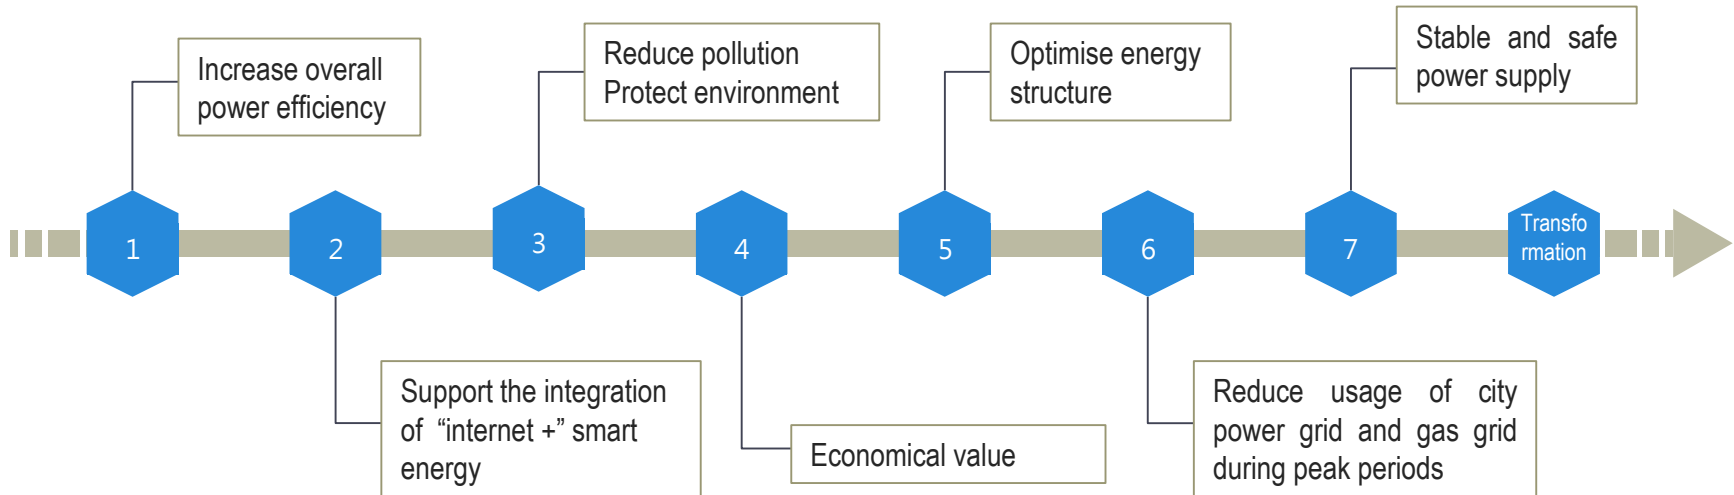 Increase overall
power efficiency
Reduce pollution
Protect environment
Optimise energy
structure
Stable and safe
power supply
1
2
3
4
5
6
7
Transfo
rmation
Support the integration
of “internet +” smart
energy
Economical value
Reduce usage of city
power grid and gas grid
during peak periods